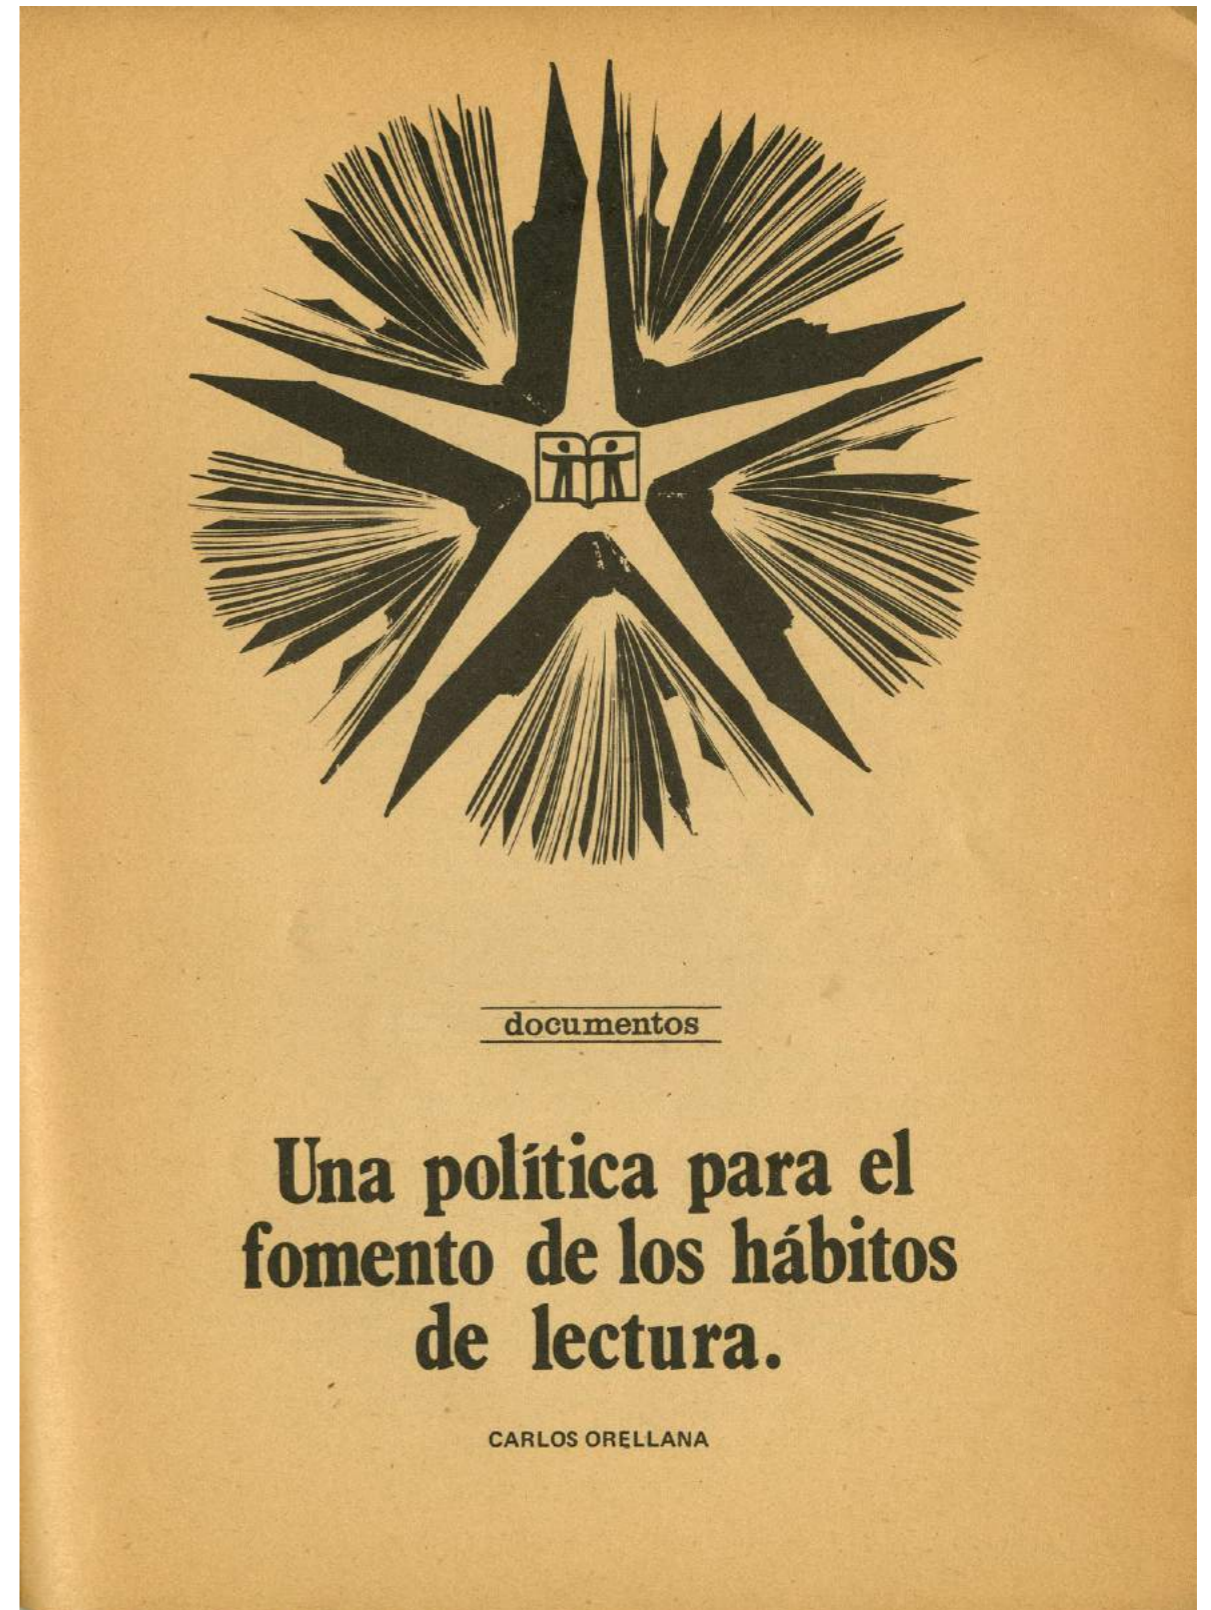 documentos
Una política para el
fomento de los hábitos
de lectura.
CARLOS ORELLANA